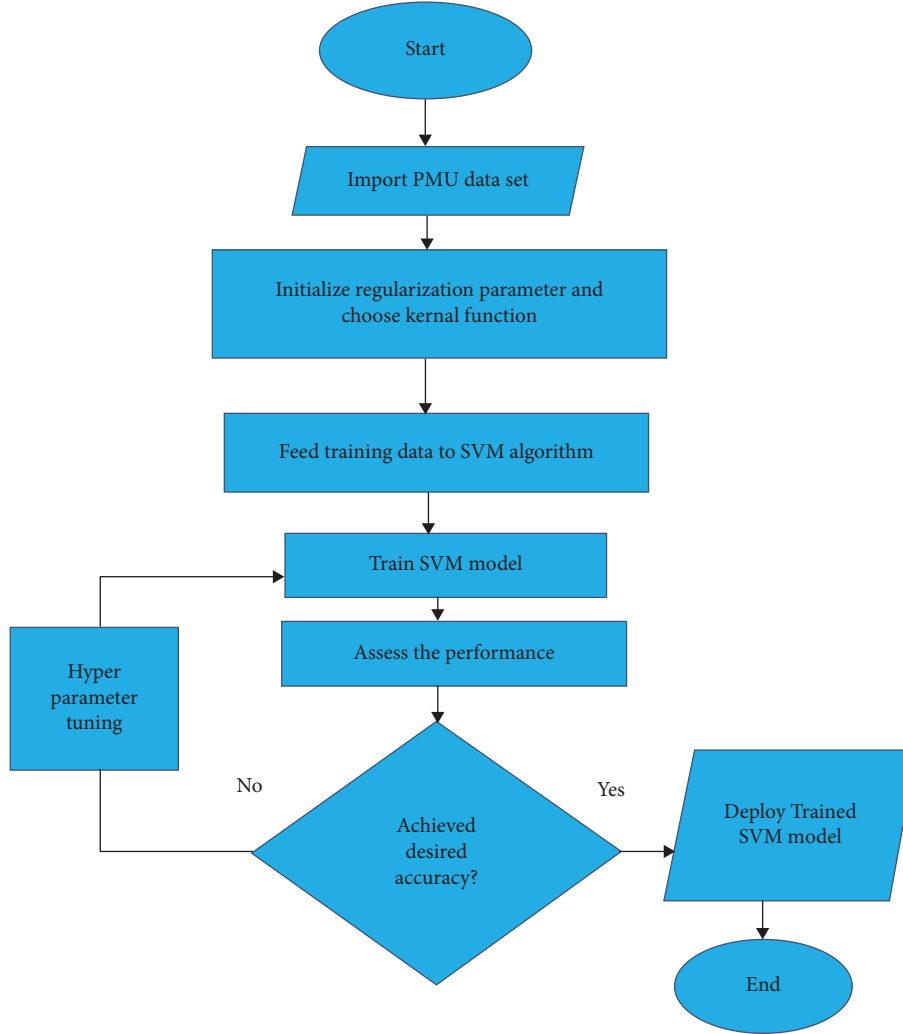 Start
Import PMU data set
Initialize regularization parameter and
choose kernal function
Feed training data to SVM algorithm
Train SVM model
Assess the performance
Hyper
parameter
tuning
No
Yes
Achieved
desired
accuracy?
Deploy Trained
SVM model
End